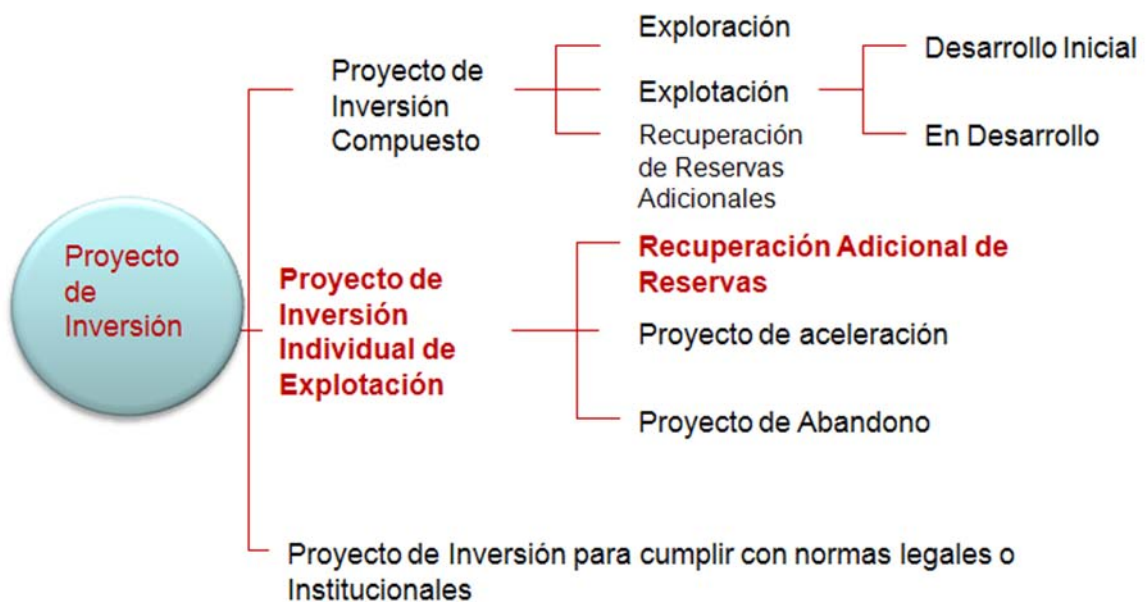 Proyecto
de
Inversión
Proyecto de
Inversión
Compuesto
Exploración
Explotación
Recuperación
de Reservas
Adicionales
Desarrollo Inicial
En Desarrollo
Proyecto de
Inversión
Individual de
Explotación
Recuperación Adicional de
Reservas
Proyecto de aceleración
Proyecto de Abandono
Proyecto de Inversión para cumplir con normas legales o
Institucionales